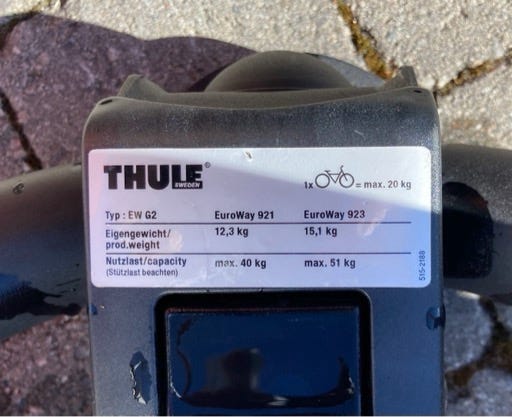 THULE®
SWEDEN
1x = max. 20 kg
Typ : EW G2 EuroWay 921 EuroWay 923
Eigengewicht/ 12,3 kg 15,1 kg
prod.weight
Nutzlast/capacity max. 40 kg max. 51 kg
(Stützlast beachten)
515-2188